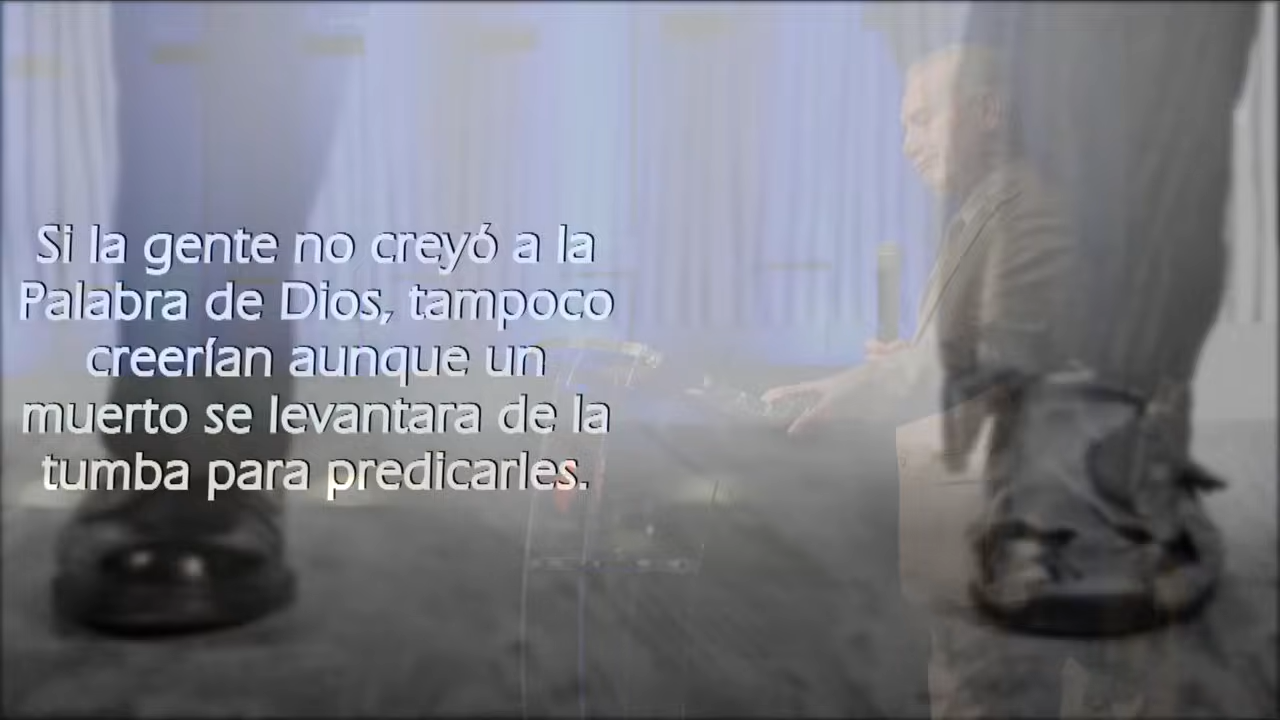 Si la gente no creyó a la
Palabra de Dios, tampoco
creerían aunque un
muerto se levantara de la
tumba para predicarles.